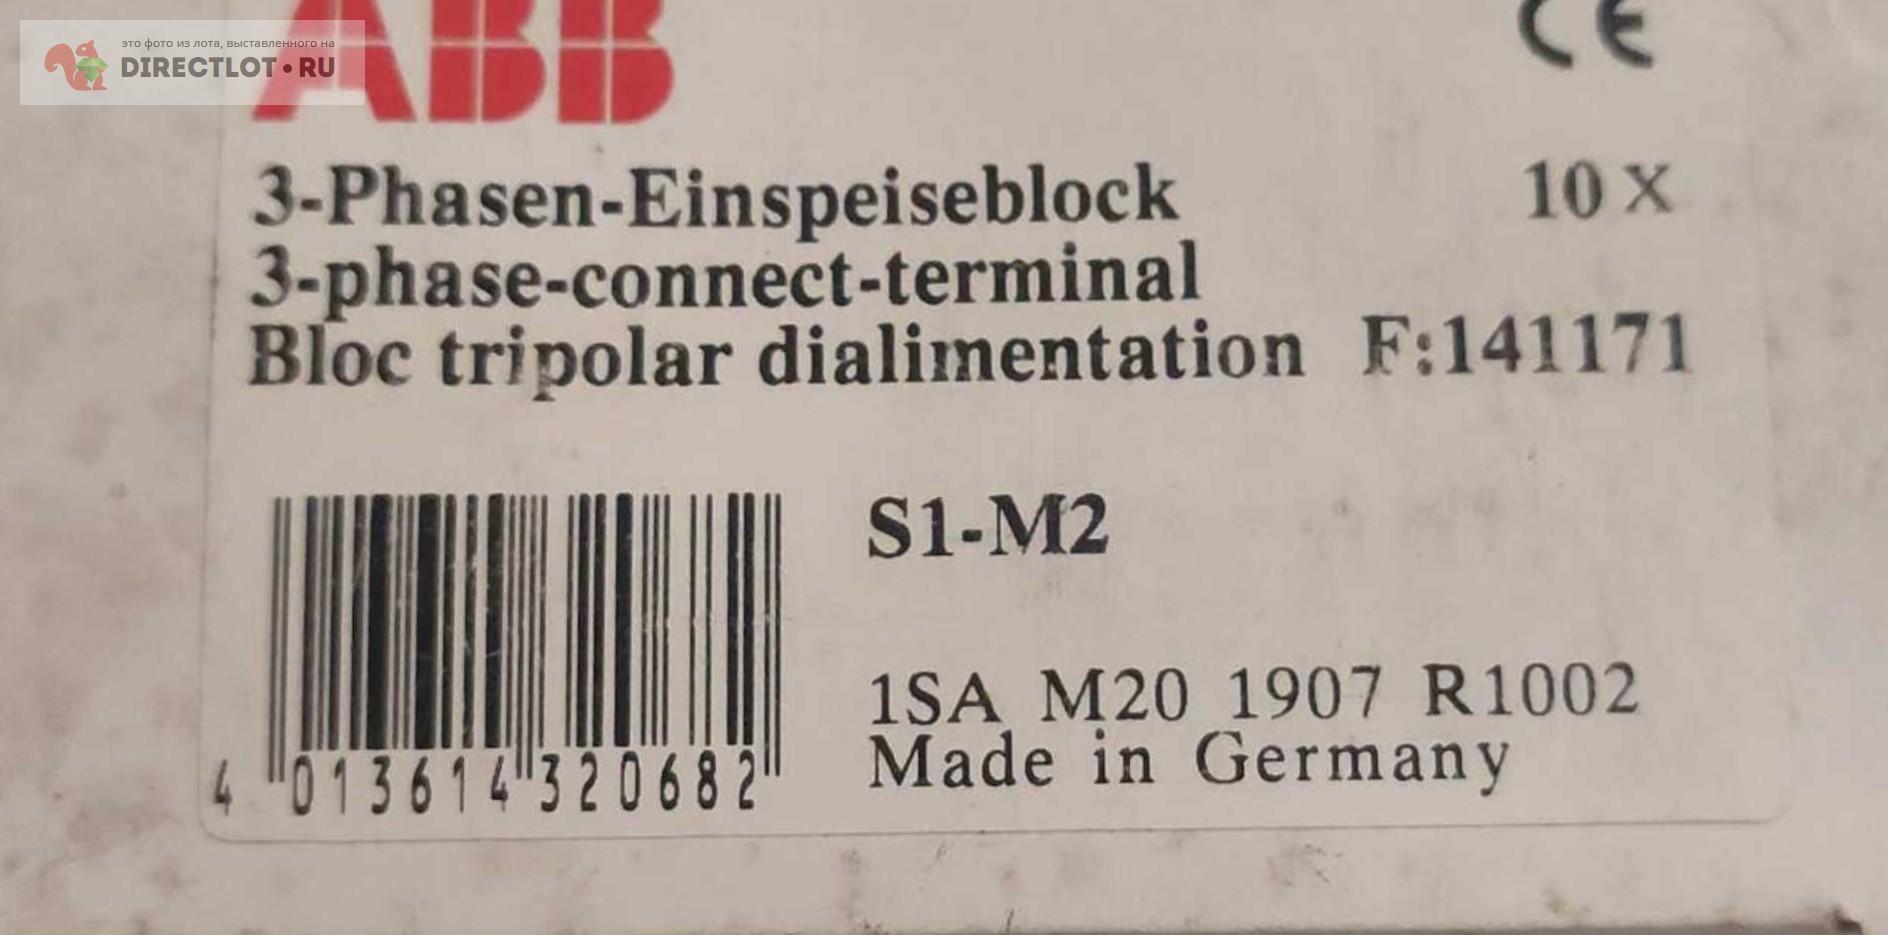 это фото из лота, выставленного на
DIRECTLOT•RU
ABB
CE
3-Phasen-Einspeiseblock 10 X
3-phase-connect-terminal
Bloc tripolar dialimentation F:141171
S1-M2
1SA M20 1907 R1002
Made in Germany
4 013614 320682